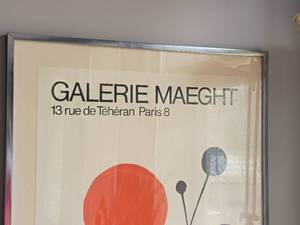 GALERIE MAEGHT
13 rue de Téhéran Paris 8